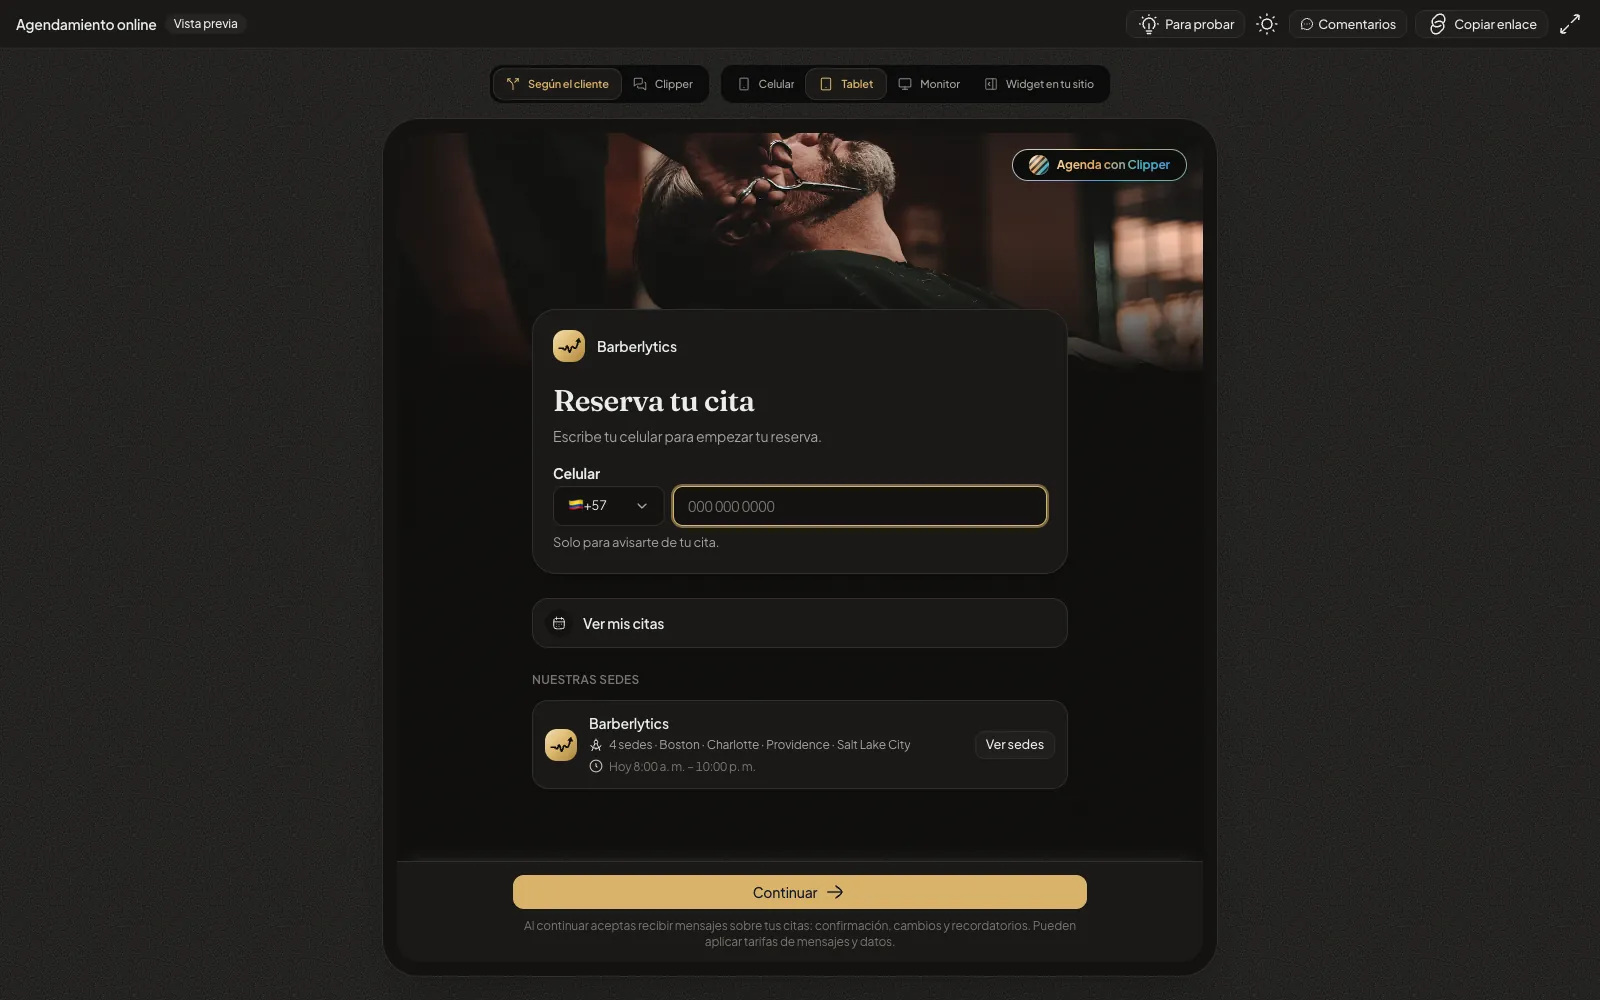 Agendamiento online
Vista previa
Para probar
Comentarios
Copiar enlace
Según el cliente
Clipper
Celular
Tablet
Monitor
Widget en tu sitio
Agenda con Clipper
Barberlytics
Reserva tu cita
Escribe tu celular para empezar tu reserva.
Celular
+57
000 000 0000
Solo para avisarte de tu cita.
Ver mis citas
NUESTRAS SEDES
Barberlytics
4 sedes · Boston · Charlotte · Providence · Salt Lake City
Ver sedes
Hoy 8:00 a. m. – 10:00 p. m.
Continuar
Al continuar aceptas recibir mensajes sobre tus citas: confirmación, cambios y recordatorios. Pueden
aplicar tarifas de mensajes y datos.